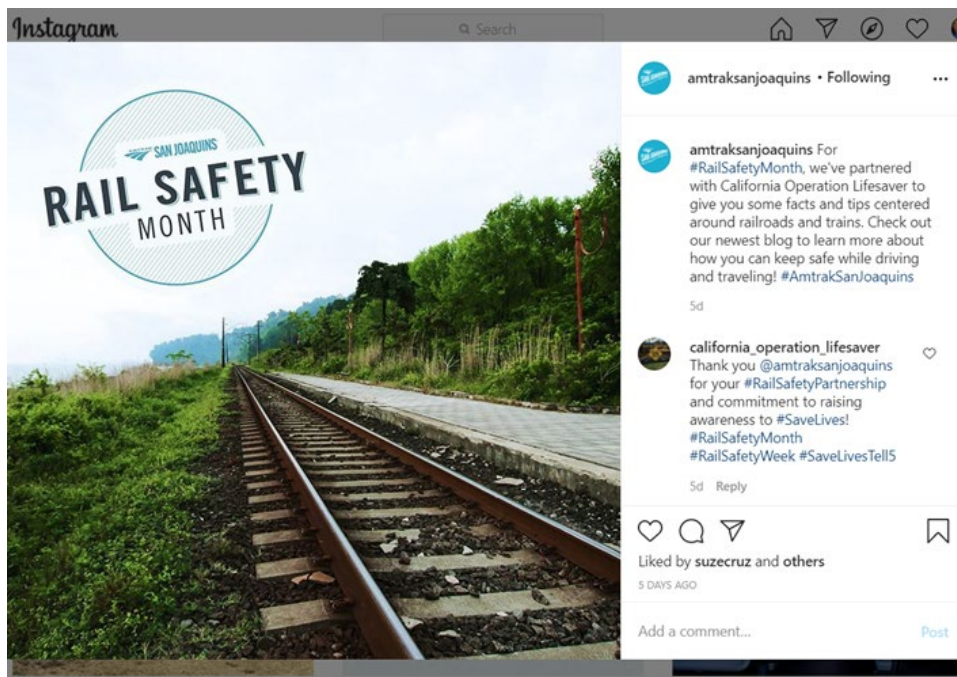 Instagram
Search
SAN JOAQUINS
RAIL SAFETY
MONTH
amtraksanjoaquins • Following
amtraksanjoaquins For
#RailSafetyMonth, we've partnered
with California Operation Lifesaver to
give you some facts and tips centered
around railroads and trains. Check out
our newest blog to learn more about
how you can keep safe while driving
and traveling! #AmtrakSanJoaquins
5d
california_operation_lifesaver
Thank you @amtraksanjoaquins
for your #RailSafetyPartnership
and commitment to raising
awareness to #SaveLives!
#RailSafetyMonth
#RailSafetyWeek #SaveLivesTell5
5d Reply
Liked by suzecruz and others
5 DAYS AGO
Add a comment...
Post